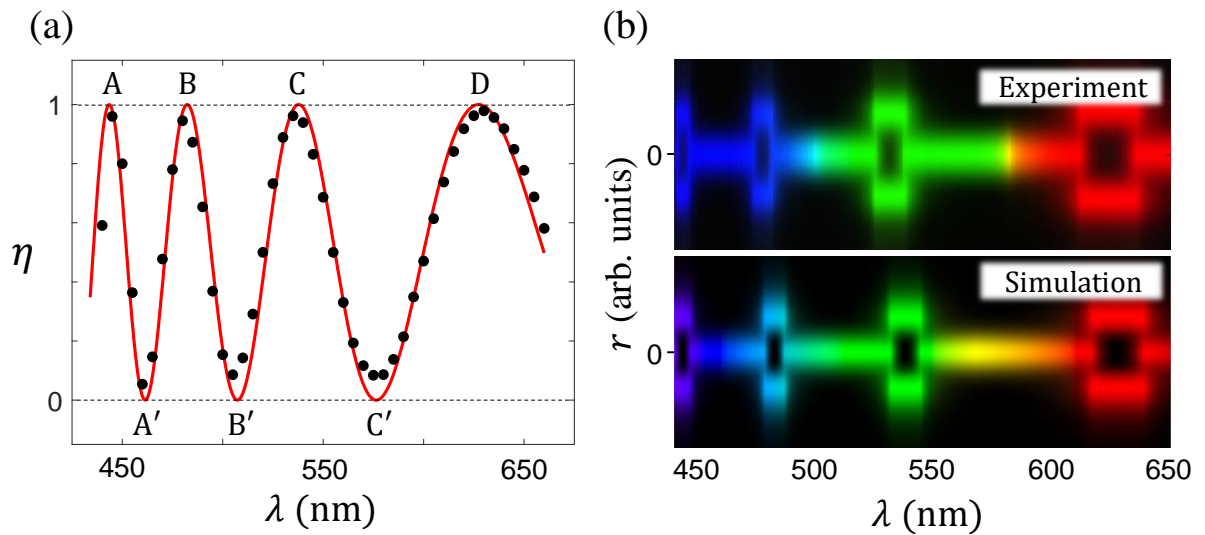 (a)
A B C D
1
η
0
A′ B′ C′
450 550 650
λ (nm)
(b)
Experiment
0
Simulation
0
r (arb. units)
450 500 550 600 650
λ (nm)